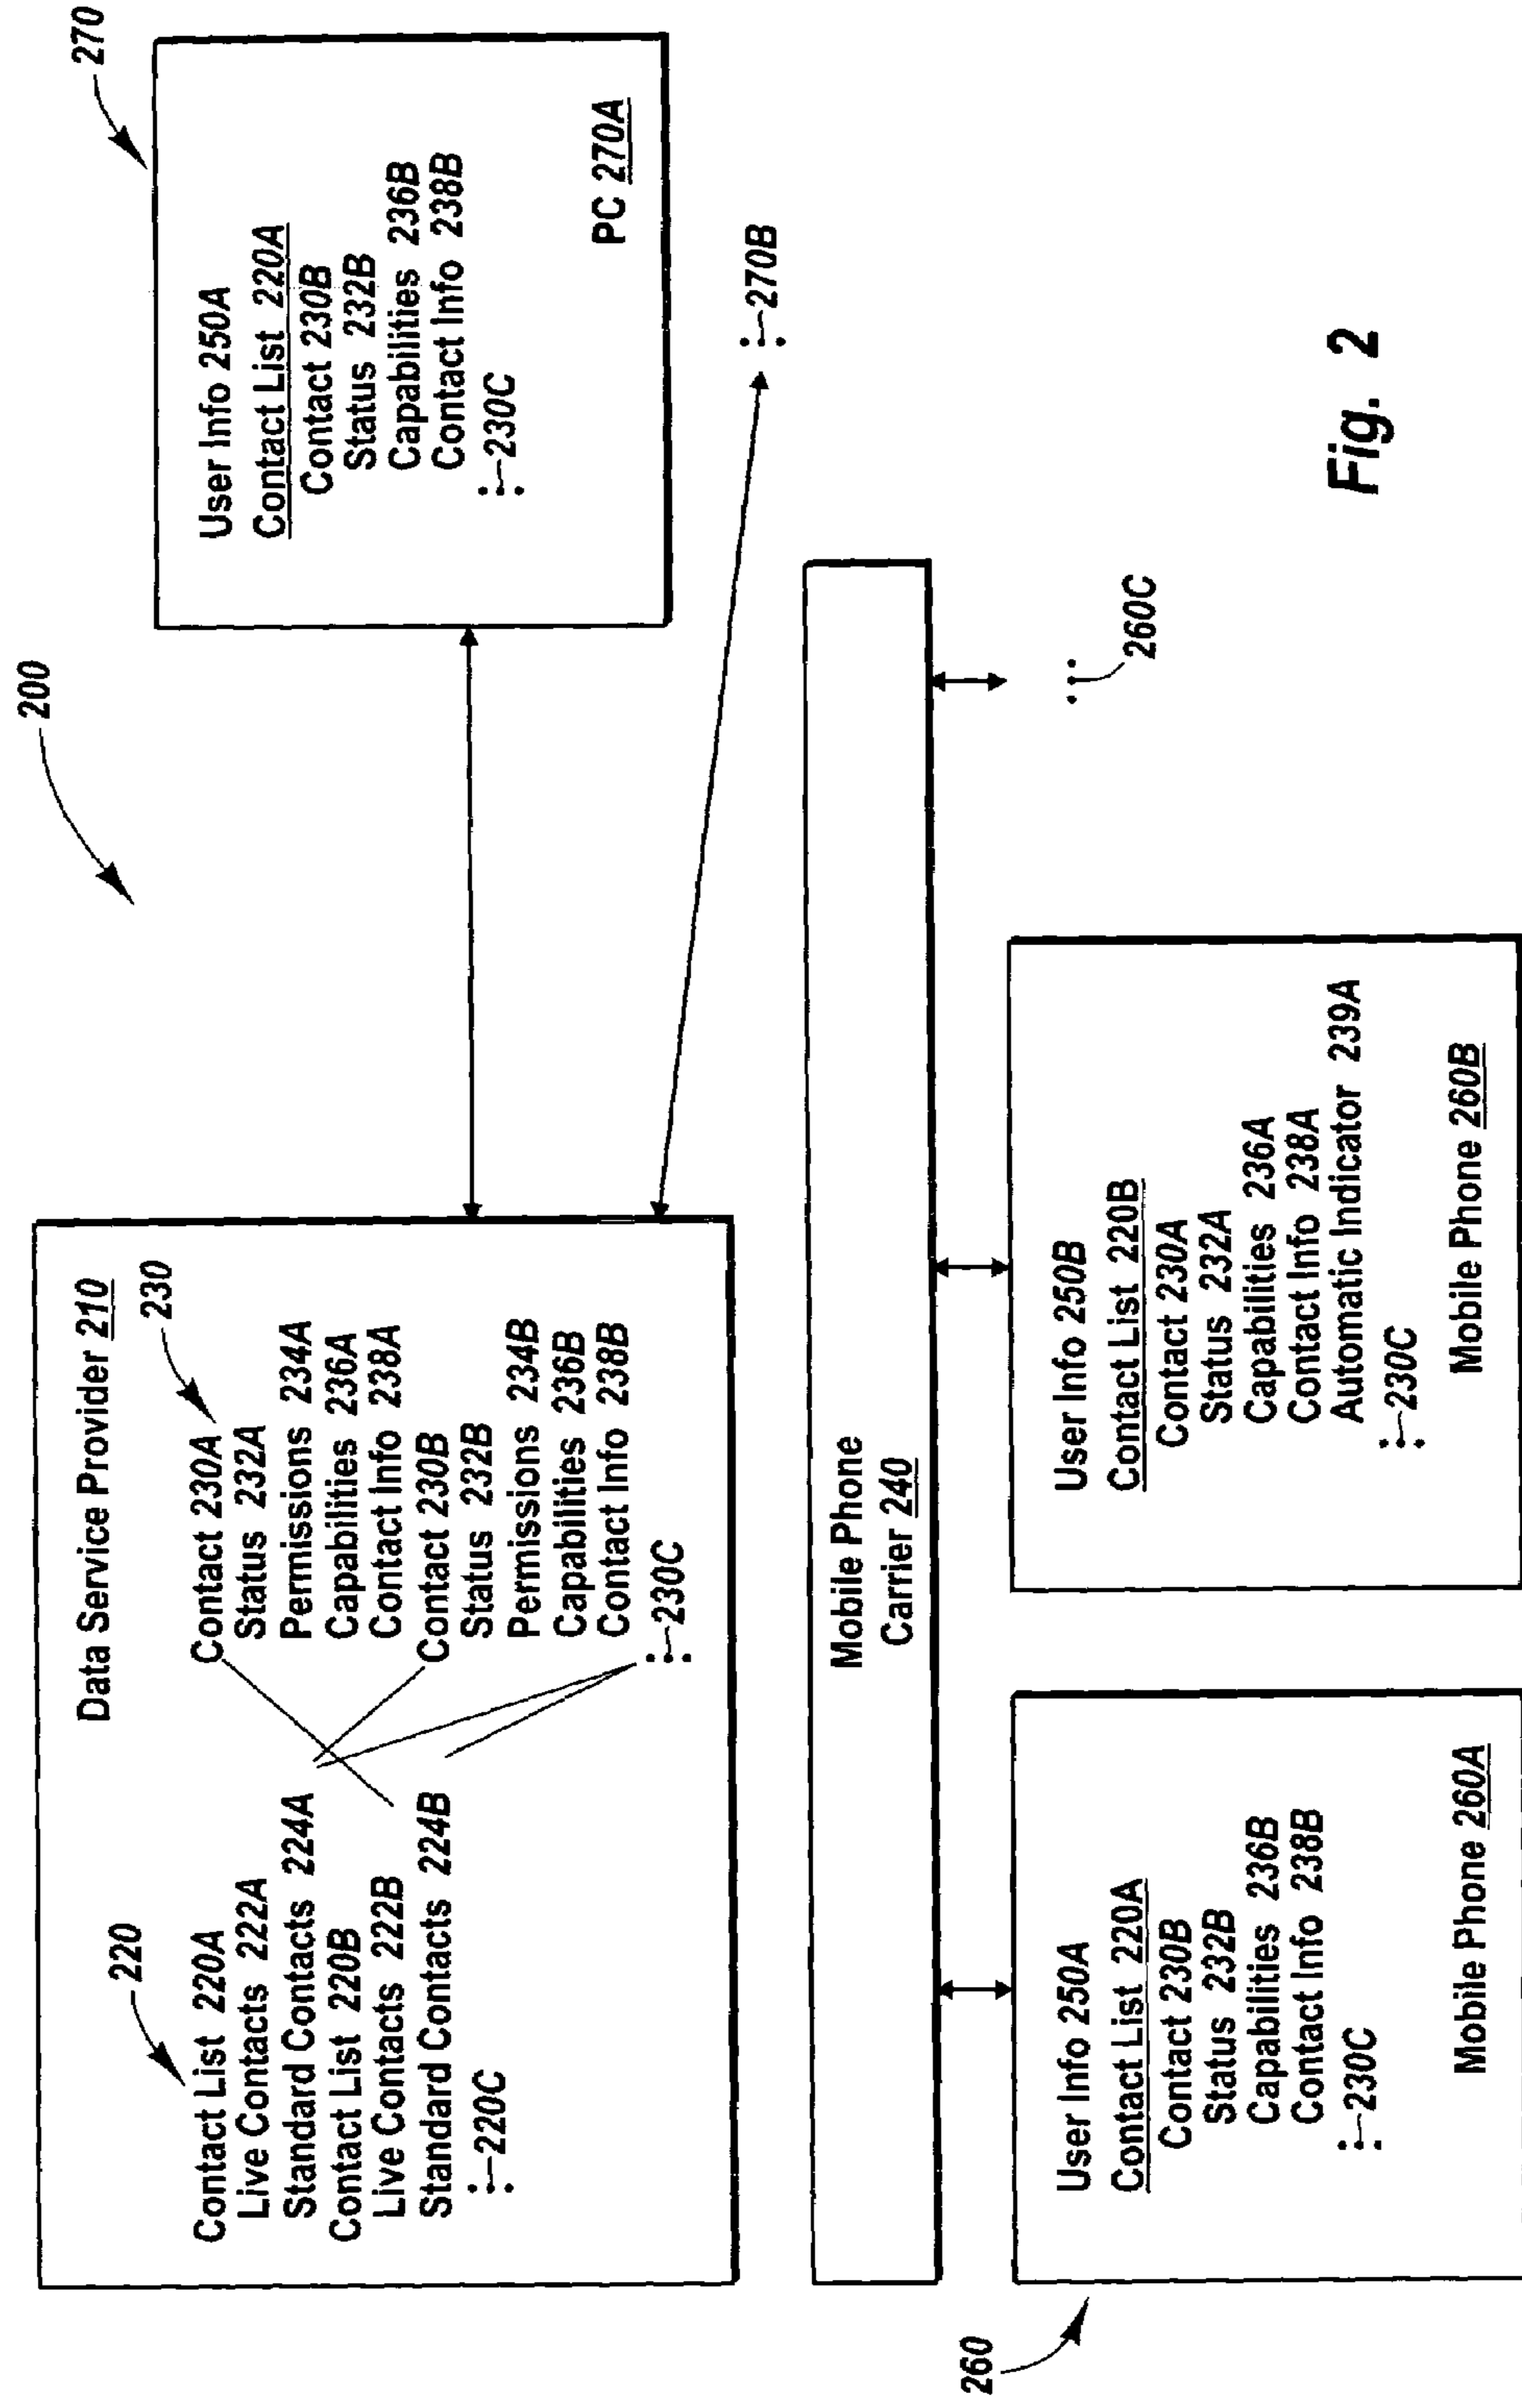 200
Data Service Provider 210
220
Contact List 220A
Live Contacts 222A
Standard Contacts 224A
Contact List 220B
Live Contacts 222B
Standard Contacts 224B
220C
230
Contact 230A
Status 232A
Permissions 234A
Capabilities 236A
Contact Info 238A
Contact 230B
Status 232B
Permissions 234B
Capabilities 236B
Contact Info 238B
230C
270
User Info 250A
Contact List 220A
Contact 230B
Status 232B
Capabilities 236B
Contact Info 238B
230C
PC 270A
270B
Mobile Phone
Carrier 240
260
User Info 250A
Contact List 220A
Contact 230B
Status 232B
Capabilities 236B
Contact Info 238B
230C
Mobile Phone 260A
User Info 250B
Contact List 220B
Contact 230A
Status 232A
Capabilities 236A
Contact Info 238A
Automatic Indicator 239A
230C
Mobile Phone 260B
260C
Fig. 2